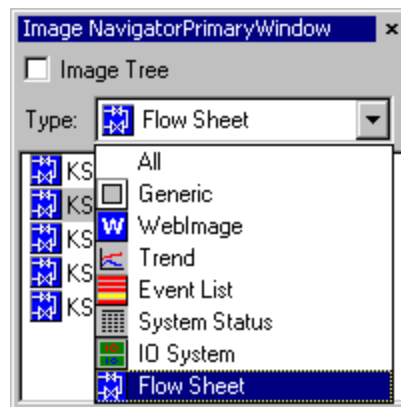 Image NavigatorPrimaryWindow
Image Tree
Type: Flow Sheet
All
KS
Generic
KS
WebImage
KS
Trend
KS
Event List
KS
System Status
IO System
Flow Sheet